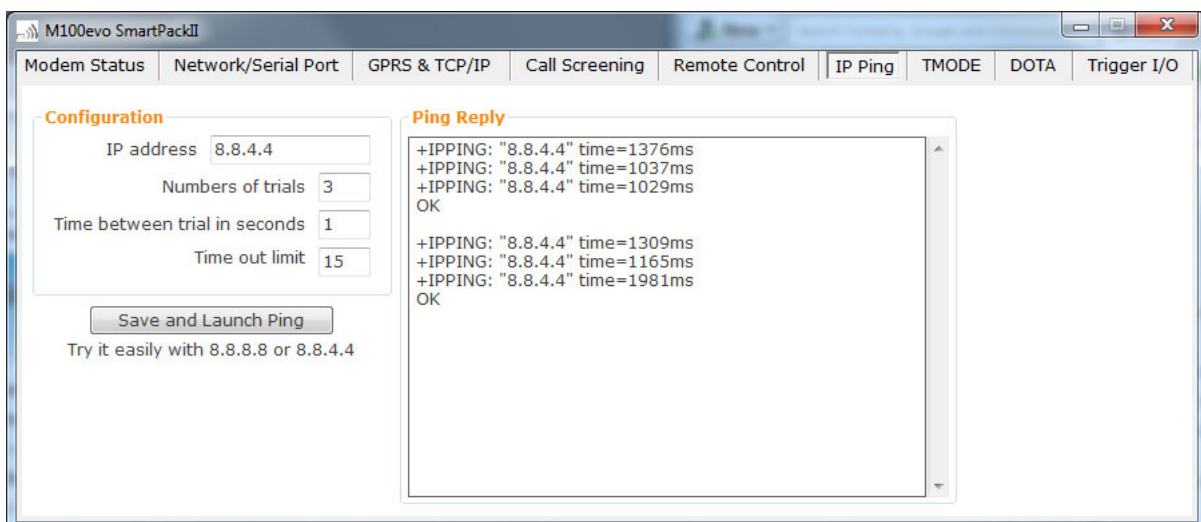 M100evo SmartPackII
Modem Status Network/Serial Port GPRS & TCP/IP Call Screening Remote Control IP Ping TMODE DOTA Trigger I/O
Configuration
IP address 8.8.4.4
Numbers of trials 3
Time between trial in seconds 1
Time out limit 15
Save and Launch Ping
Try it easily with 8.8.8.8 or 8.8.4.4
Ping Reply
+IPPING: "8.8.4.4" time=1376ms
+IPPING: "8.8.4.4" time=1037ms
+IPPING: "8.8.4.4" time=1029ms
OK
+IPPING: "8.8.4.4" time=1309ms
+IPPING: "8.8.4.4" time=1165ms
+IPPING: "8.8.4.4" time=1981ms
OK